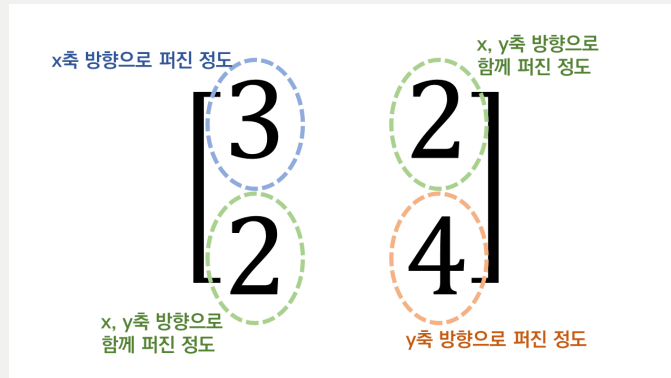 x축 방향으로 퍼진 정도
x, y축 방향으로
함께 퍼진 정도
3 2
2 4
x, y축 방향으로
함께 퍼진 정도
y축 방향으로 퍼진 정도